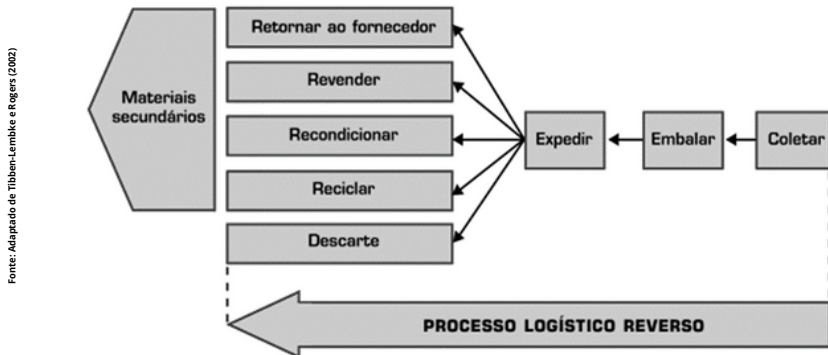 Fonte: Adaptado de Tibben-Lembke e Rogers (2002)
Materiais
secundários
Retornar ao fornecedor
Revender
Recondicionar
Reciclar
Descarte
Expedir
Embalar
Coletar
PROCESSO LOGÍSTICO REVERSO